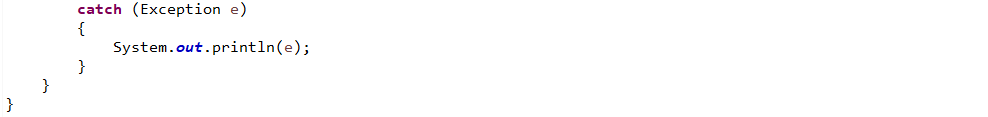 catch (Exception e)
{
System.out.println(e);
}
}
}